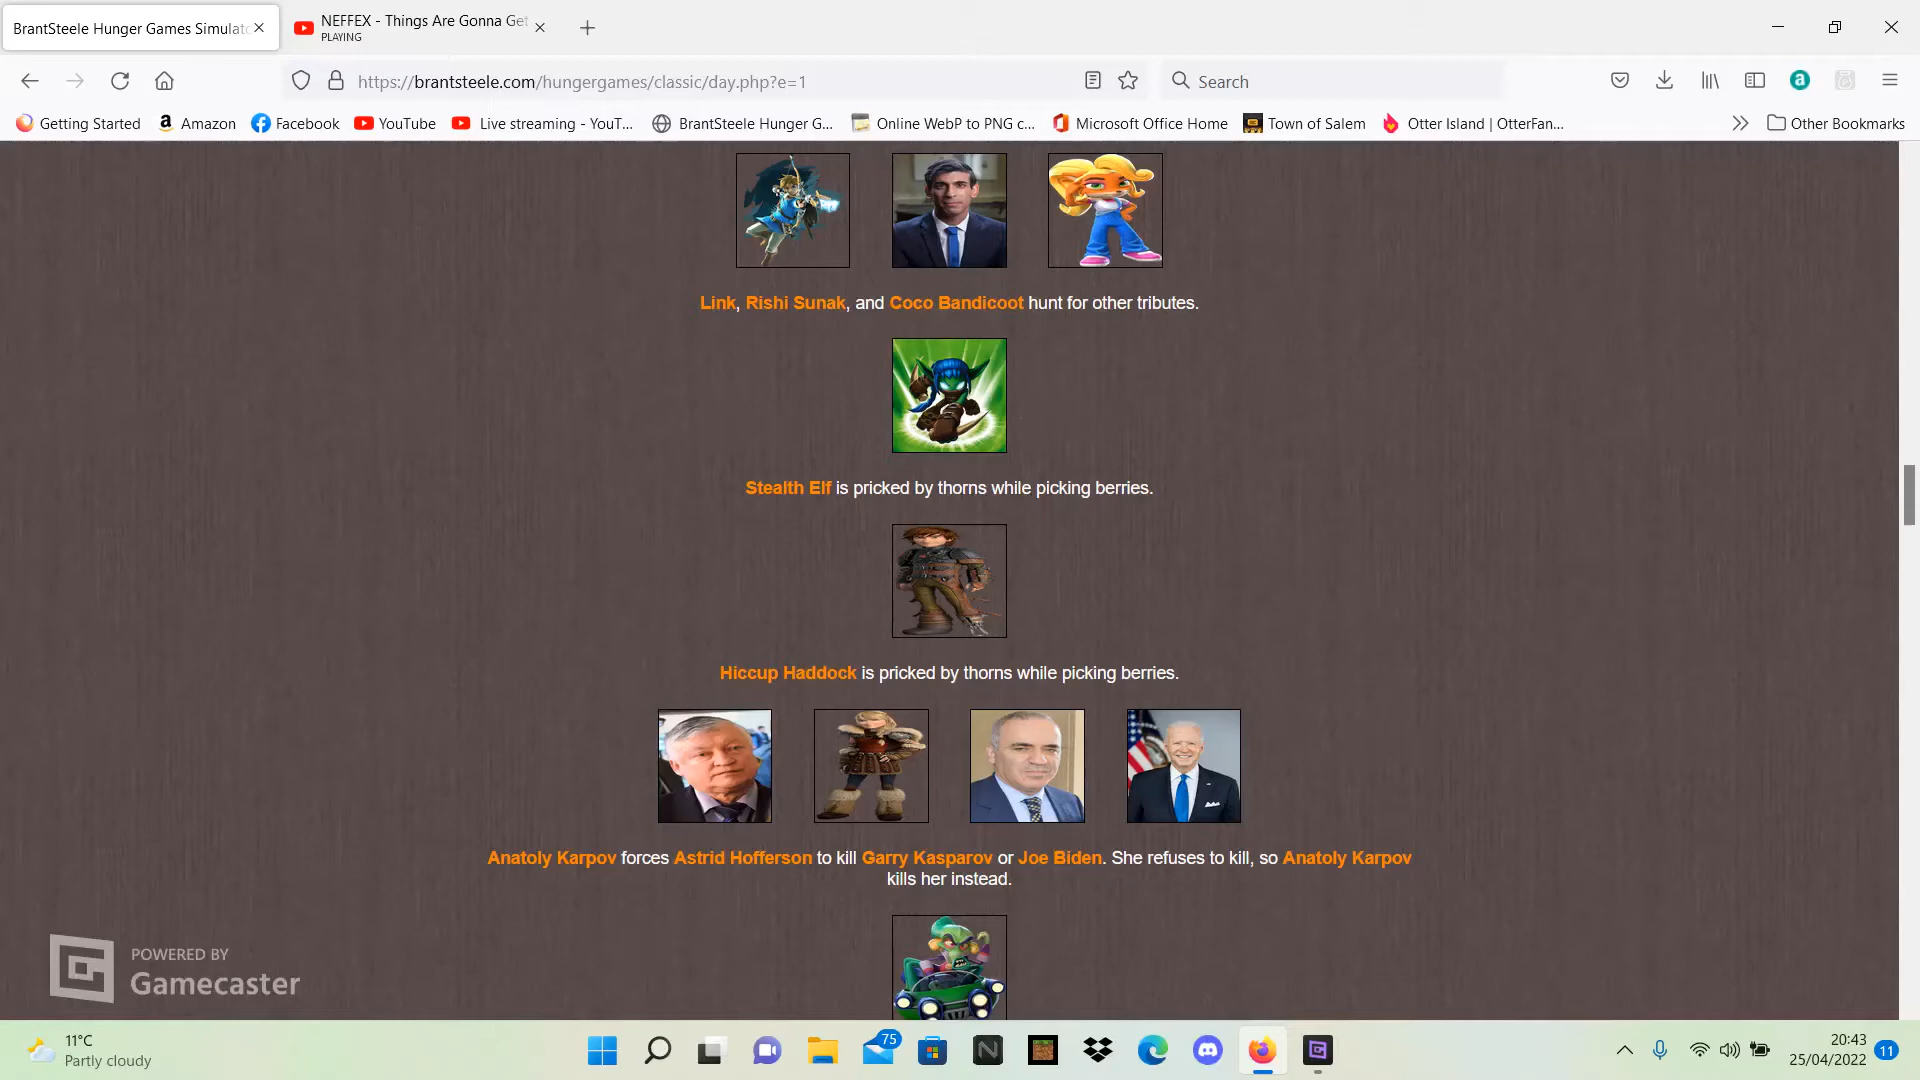 BrantSteele Hunger Games Simulato
NEFFEX - Things Are Gonna Get
PLAYING
https://brantsteele.com/hungergames/classic/day.php?e=1
Search
Getting Started
Amazon
Facebook
YouTube
Live streaming - YouT...
BrantSteele Hunger G...
Online WebP to PNG c...
Microsoft Office Home
Town of Salem
Otter Island | OtterFan...
Other Bookmarks
Link, Rishi Sunak, and Coco Bandicoot hunt for other tributes.
Stealth Elf is pricked by thorns while picking berries.
Hiccup Haddock is pricked by thorns while picking berries.
Anatoly Karpov forces Astrid Hofferson to kill Garry Kasparov or Joe Biden. She refuses to kill, so Anatoly Karpov
kills her instead.
POWERED BY
Gamecaster
11°C
Partly cloudy
75
20:43
25/04/2022
11